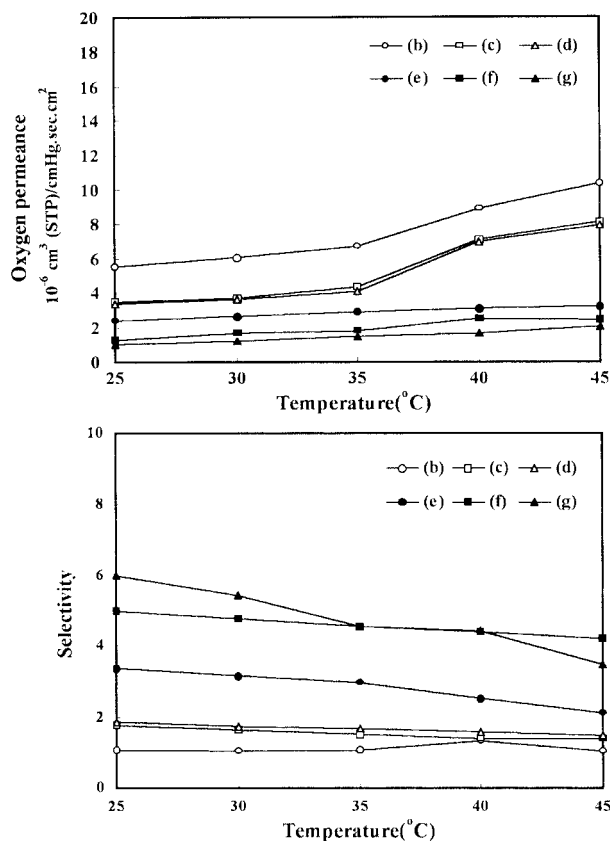 20
18
16
14
12
10
8
6
4
2
0
Oxygen permeance
10⁻⁶ cm³ (STP)/cmHg.sec.cm²
(b) (c) (d)
(e) (f) (g)
25 30 35 40 45
Temperature(°C)
10
8
6
4
2
0
Selectivity
(b) (c) (d)
(e) (f) (g)
25 30 35 40 45
Temperature(°C)